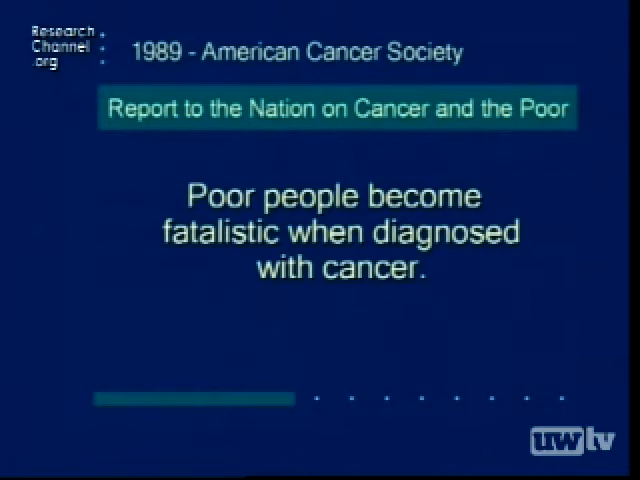 Research
Channel
.org
1989 - American Cancer Society
Report to the Nation on Cancer and the Poor
Poor people become
fatalistic when diagnosed
with cancer.
uwtv